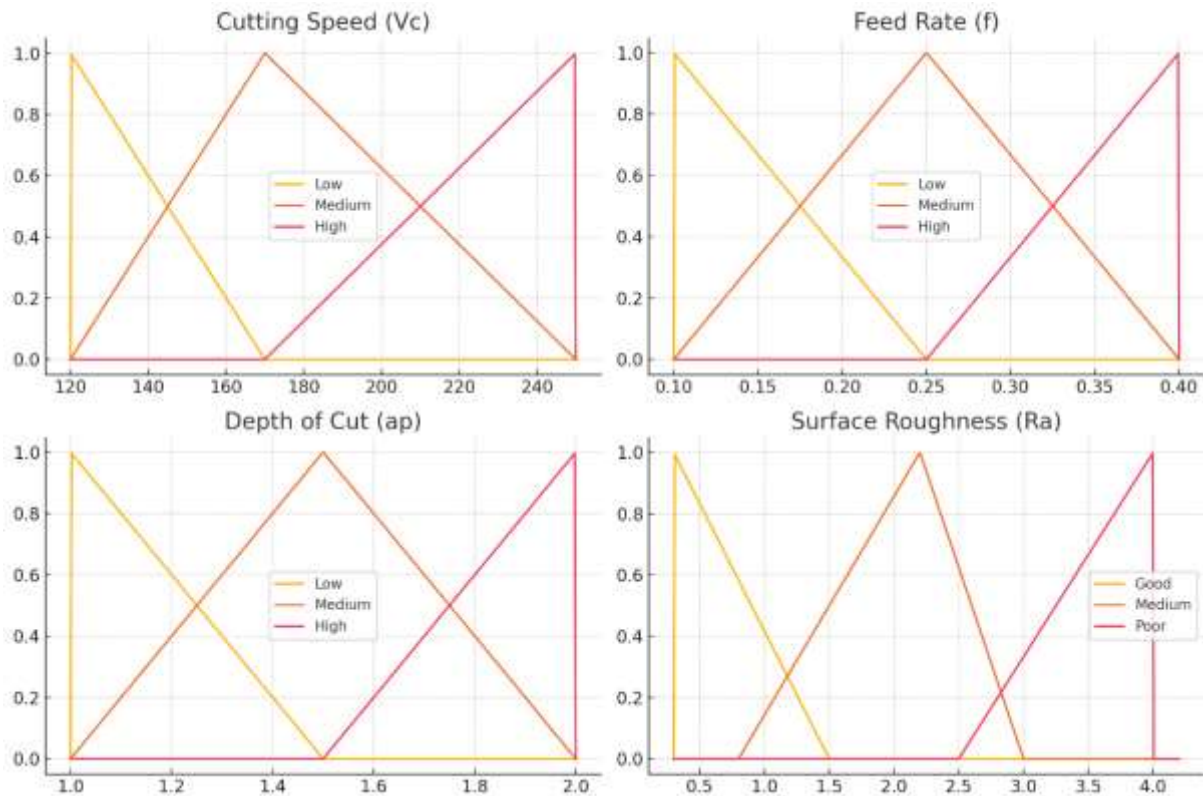 Cutting Speed (Vc)
1.0
0.8
0.6
0.4
0.2
0.0
Low
Medium
High
120 140 160 180 200 220 240
Feed Rate (f)
1.0
0.8
0.6
0.4
0.2
0.0
Low
Medium
High
0.10 0.15 0.20 0.25 0.30 0.35 0.40
Depth of Cut (ap)
1.0
0.8
0.6
0.4
0.2
0.0
Low
Medium
High
1.0 1.2 1.4 1.6 1.8 2.0
Surface Roughness (Ra)
1.0
0.8
0.6
0.4
0.2
0.0
Good
Medium
Poor
0.5 1.0 1.5 2.0 2.5 3.0 3.5 4.0